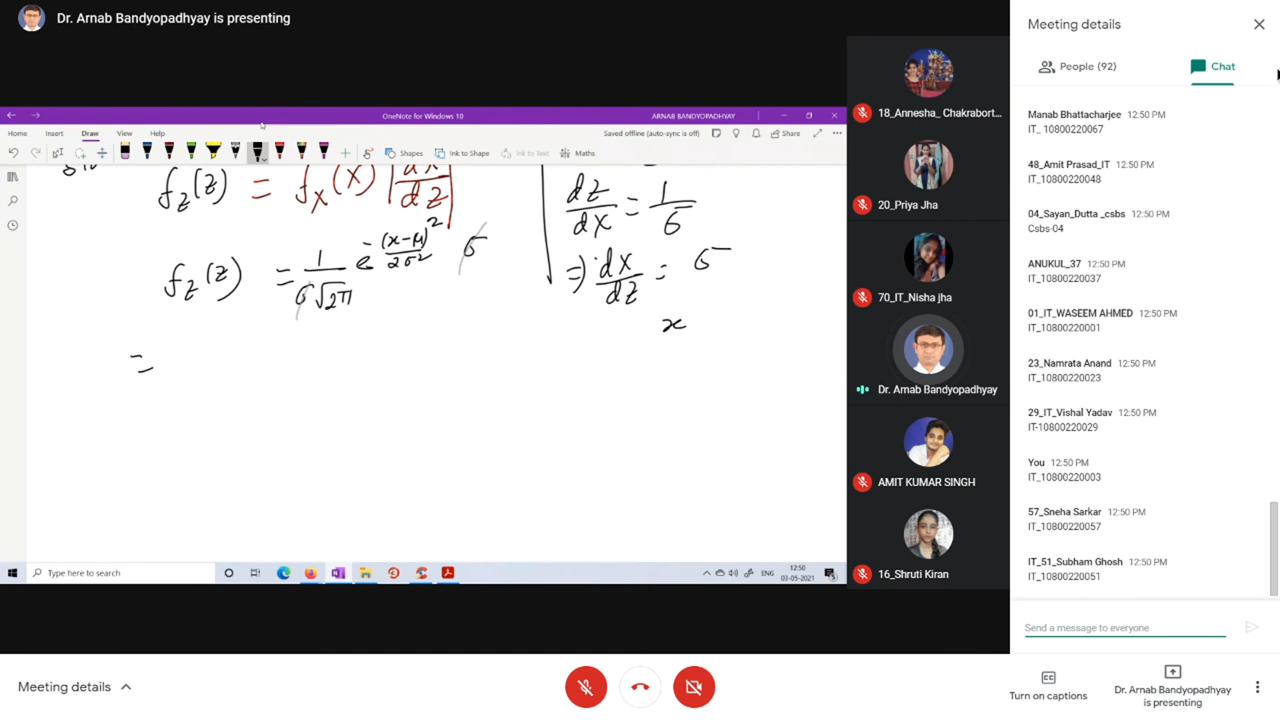 Dr. Arnab Bandyopadhyay is presenting
Meeting details
People (92)
Chat
OneNote for Windows 10
ARNAB BANDYOPADHYAY
Home Insert Draw View Help
Saved offline (auto-sync is off)
Share
Shapes
Ink to Shape
Ink to Text
Maths
f_Z(z) = f_X(x) |dx/dz|
dz/dx = 1/σ
f_Z(z) = 1/(σ√2π) e^-(x-μ)²/2σ² σ
⇒ dx/dz = σ
x
=
Type here to search
ENG
12:50
03-05-2021
18_Annesha_ Chakrabort...
20_Priya Jha
70_IT_Nisha jha
Dr. Arnab Bandyopadhyay
AMIT KUMAR SINGH
16_Shruti Kiran
Manab Bhattacharjee 12:50 PM
IT_ 10800220067
48_Amit Prasad_IT 12:50 PM
IT_10800220048
04_Sayan_Dutta _csbs 12:50 PM
Csbs-04
ANUKUL_37 12:50 PM
IT_10800220037
01_IT_WASEEM AHMED 12:50 PM
IT_10800220001
23_Namrata Anand 12:50 PM
IT_10800220023
29_IT_Vishal Yadav 12:50 PM
IT-10800220029
You 12:50 PM
IT_10800220003
57_Sneha Sarkar 12:50 PM
IT_10800220057
IT_51_Subham Ghosh 12:50 PM
IT_10800220051
Send a message to everyone
Meeting details
Turn on captions
Dr. Arnab Bandyopadhyay
is presenting